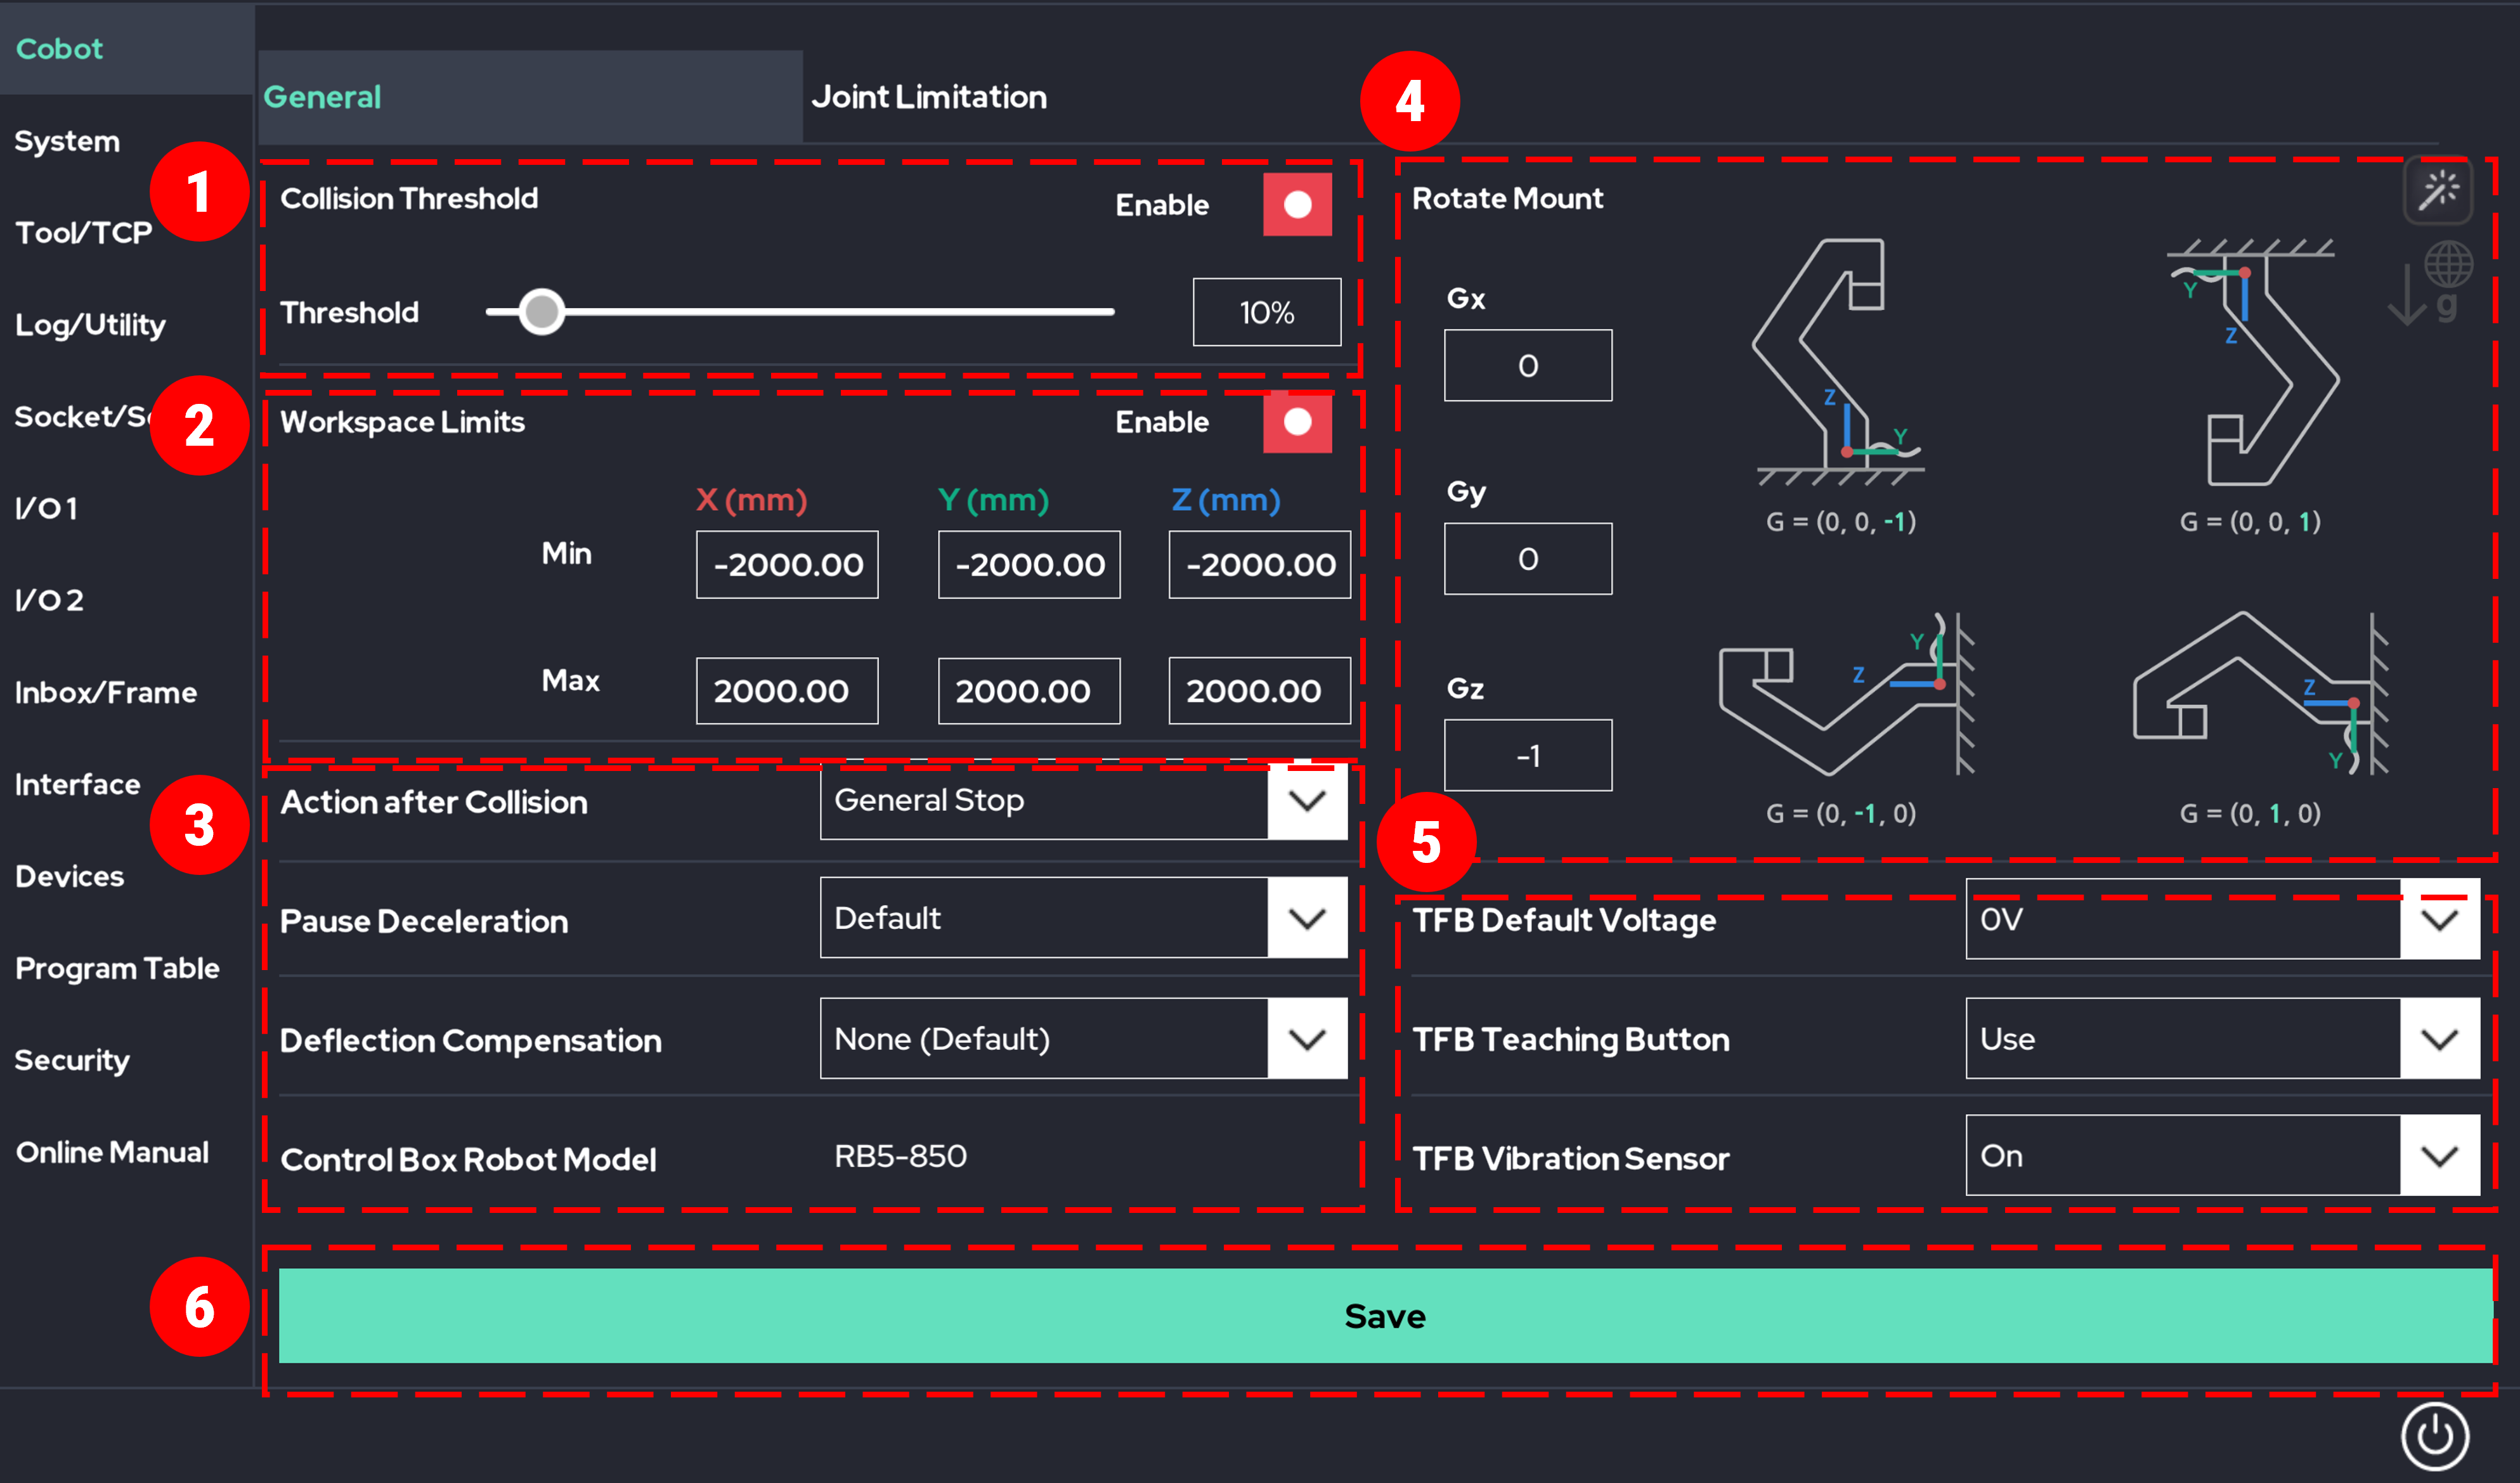 Cobot
System
Tool/TCP
Log/Utility
Socket/S
I/O 1
I/O 2
Inbox/Frame
Interface
Devices
Program Table
Security
Online Manual
General
Joint Limitation
1
Collision Threshold
Enable
Threshold
10%
2
Workspace Limits
Enable
X (mm) Y (mm) Z (mm)
Min -2000.00 -2000.00 -2000.00
Max 2000.00 2000.00 2000.00
3
Action after Collision General Stop
Pause Deceleration Default
Deflection Compensation None (Default)
Control Box Robot Model RB5-850
4
Rotate Mount
Gx
0
Gy
0
Gz
-1
Z
Y
G = (0, 0, -1)
Y
Z
g
G = (0, 0, 1)
Y
Z
G = (0, -1, 0)
Z
Y
G = (0, 1, 0)
5
TFB Default Voltage 0V
TFB Teaching Button Use
TFB Vibration Sensor On
6
Save